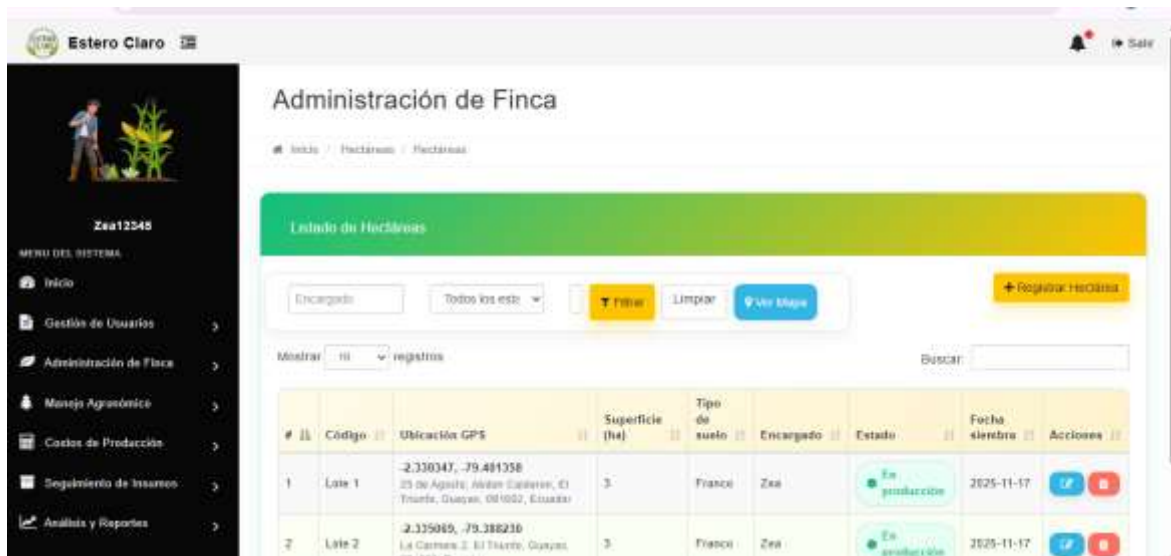 Estero Claro
Salir
Administración de Finca
Inicio / Hectáreas / Hectáreas
Zea12345
MENU DEL SISTEMA
Inicio
Gestión de Usuarios
Administración de Finca
Manejo Agronómico
Costos de Producción
Seguimiento de Insumos
Análisis y Reportes
Listado de Hectáreas
Encargado
Todos los este
Filtrar
Limpiar
Ver Mapa
+ Registrar Hectárea
Mostrar 10 registros
Buscar:
# Código Ubicación GPS Superficie (ha) Tipo de suelo Encargado Estado Fecha siembra Acciones
1 Lote 1 -2.330347, -79.401358 3 Franco Zea En producción 2025-11-17
25 de Agosto, Abdon Calderon, El
Triunfo, Guayas, Ecuador
2 Lote 2 -2.335069, -79.388230 3 Franco Zea En producción 2025-11-17
La Carmela 2, El Triunfo, Guayas,